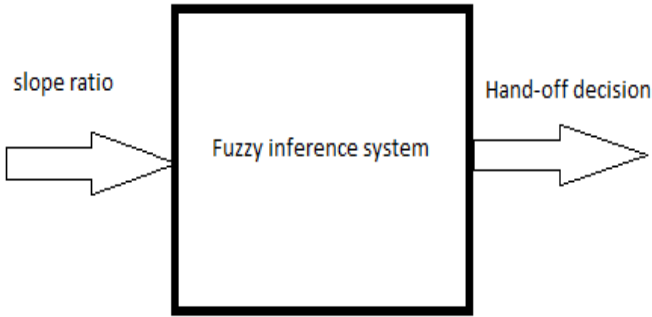 slope ratio
Hand-off decision
Fuzzy inference system